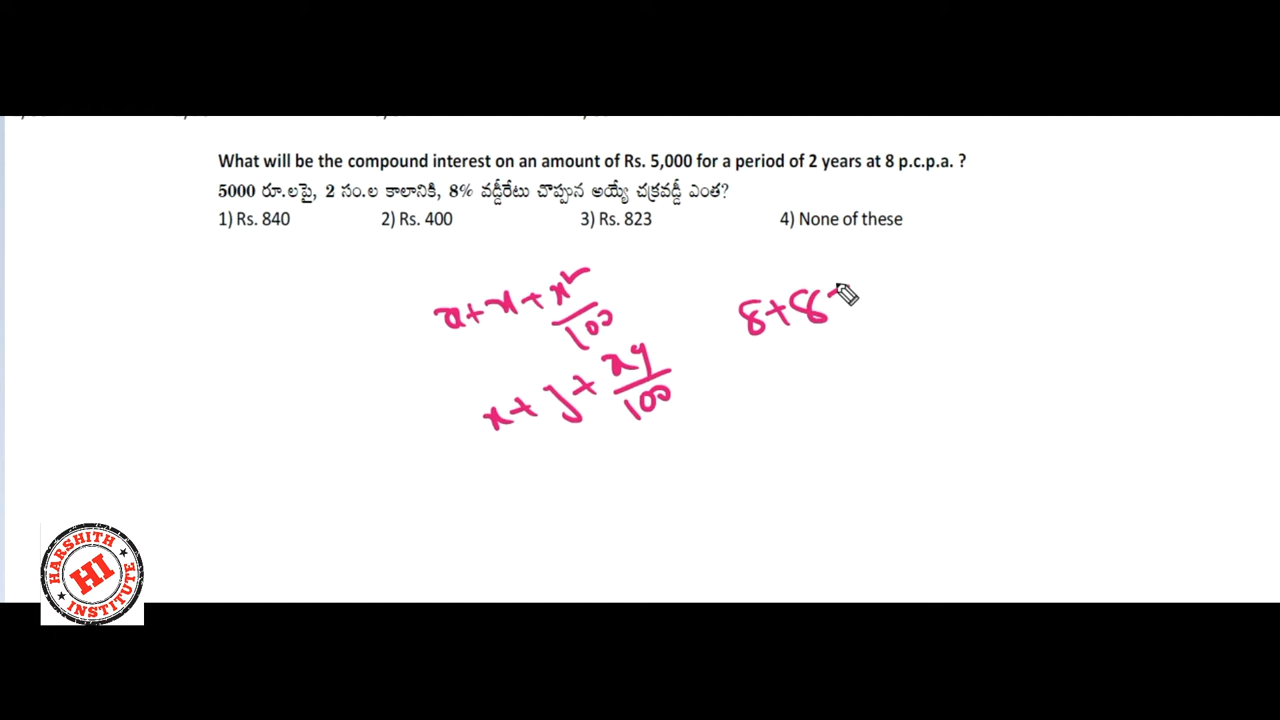 What will be the compound interest on an amount of Rs. 5,000 for a period of 2 years at 8 p.c.p.a. ?
5000 రూ.లపై, 2 సం.ల కాలానికి, 8% వడ్డీరేటు చొప్పున అయ్యే చక్రవడ్డీ ఎంత?
1) Rs. 840 2) Rs. 400 3) Rs. 823 4) None of these
x+x+x²/100
8+8+
x+y+xy/100
HARSHITH
HI
INSTITUTE